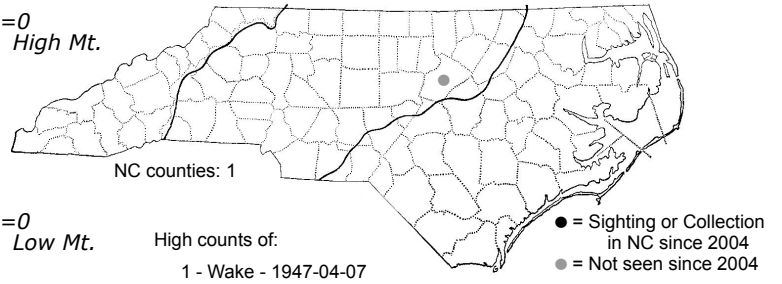 =0
High Mt.
NC counties: 1
=0
Low Mt.
High counts of:
1 - Wake - 1947-04-07
● = Sighting or Collection
in NC since 2004
● = Not seen since 2004